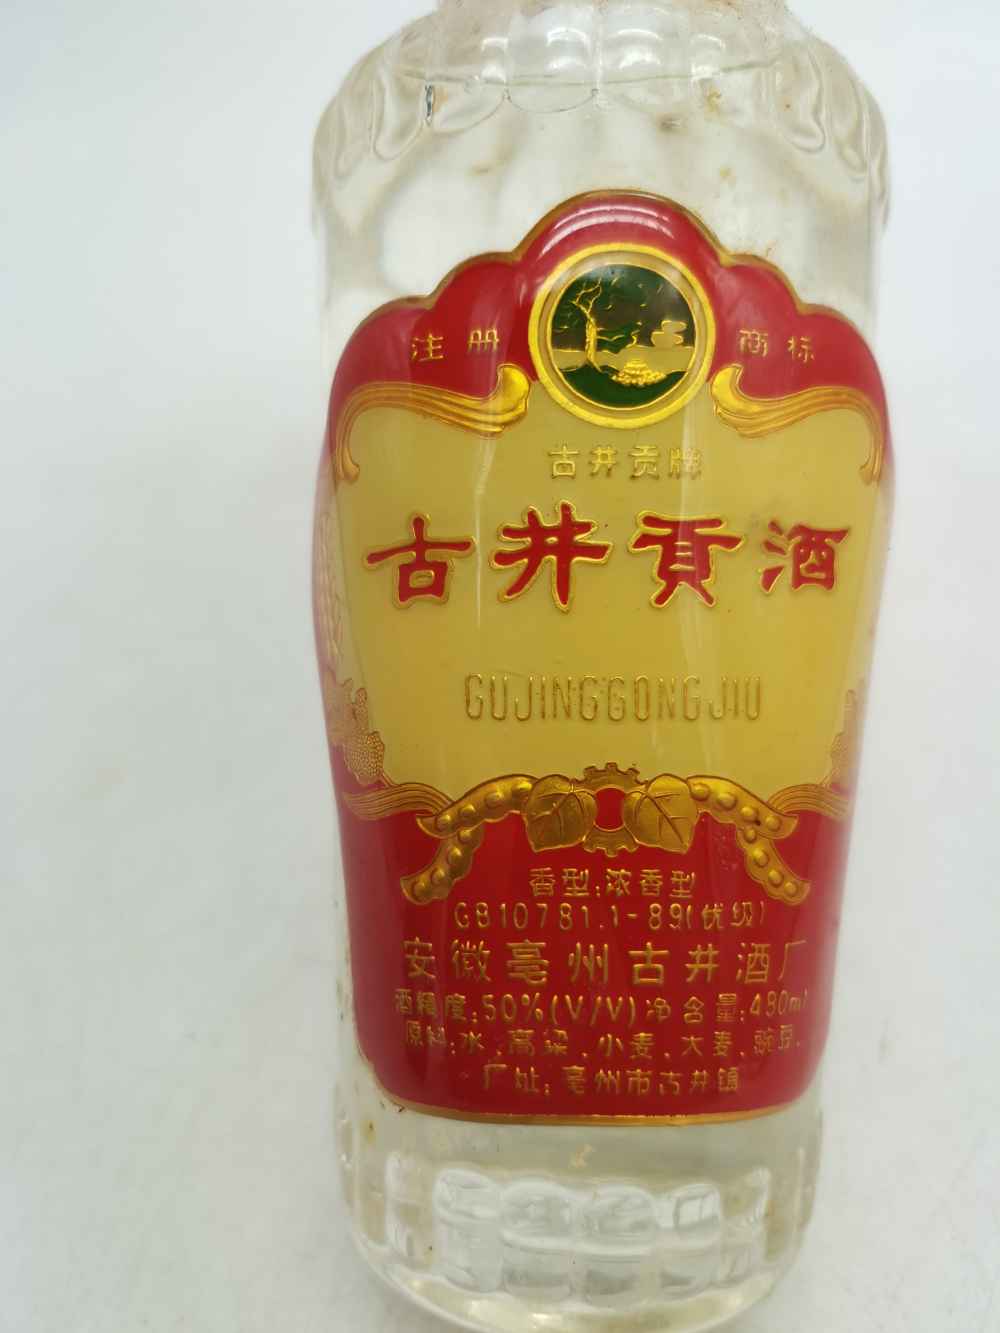 注册 商标
古井贡牌
古井贡酒
GUJINGGONGJIU
香型:浓香型
GB10781.1-89(优级)
安徽亳州古井酒厂
酒精度:50%(V/V)净含量:480ml
原料:水、高粱、小麦、大麦、豌豆.
厂址:亳州市古井镇